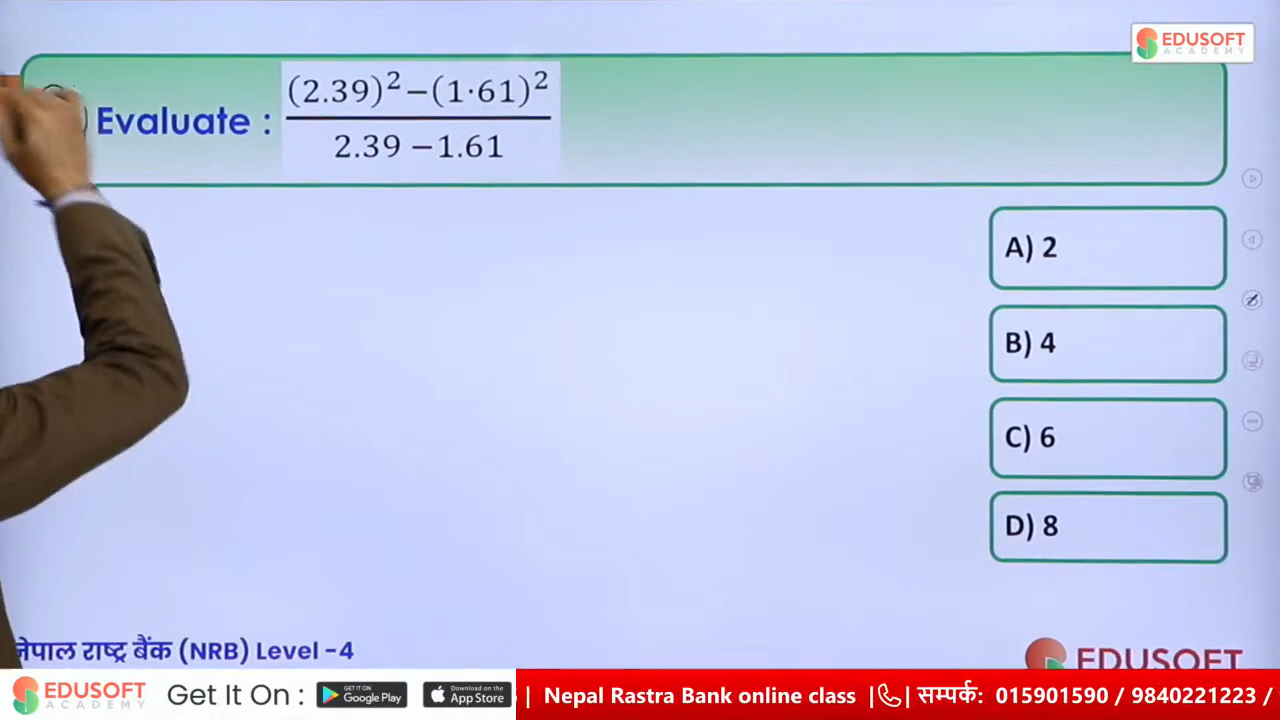 EDUSOFT
ACADEMY
Evaluate : (2.39)² − (1·61)²
2.39 − 1.61
A) 2
B) 4
C) 6
D) 8
नेपाल राष्ट्र बैंक (NRB) Level -4
EDUSOFT
EDUSOFT
ACADEMY
Get It On :
GET IT ON
Google Play
Download on the
App Store
| Nepal Rastra Bank online class | | सम्पर्क: 015901590 / 9840221223 /